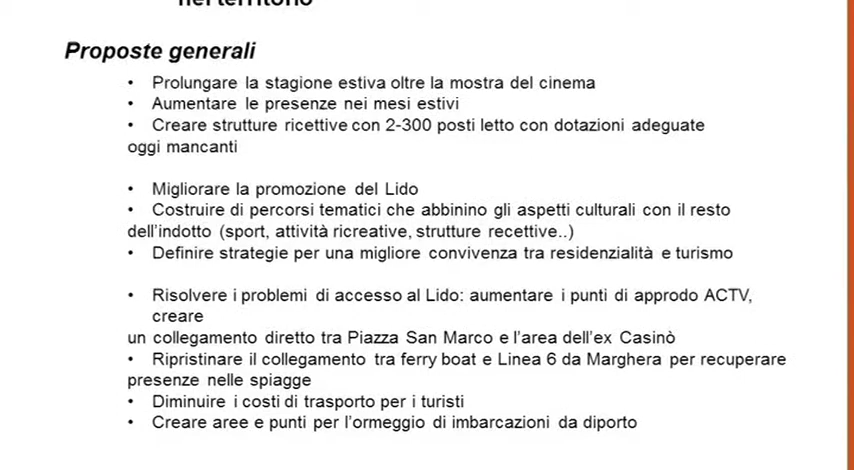 nel territorio
Proposte generali
• Prolungare la stagione estiva oltre la mostra del cinema
• Aumentare le presenze nei mesi estivi
• Creare strutture ricettive con 2-300 posti letto con dotazioni adeguate
oggi mancanti
• Migliorare la promozione del Lido
• Costruire di percorsi tematici che abbinino gli aspetti culturali con il resto
dell'indotto (sport, attività ricreative, strutture recettive..)
• Definire strategie per una migliore convivenza tra residenzialità e turismo
• Risolvere i problemi di accesso al Lido: aumentare i punti di approdo ACTV,
creare
un collegamento diretto tra Piazza San Marco e l'area dell'ex Casinò
• Ripristinare il collegamento tra ferry boat e Linea 6 da Marghera per recuperare
presenze nelle spiagge
• Diminuire i costi di trasporto per i turisti
• Creare aree e punti per l'ormeggio di imbarcazioni da diporto